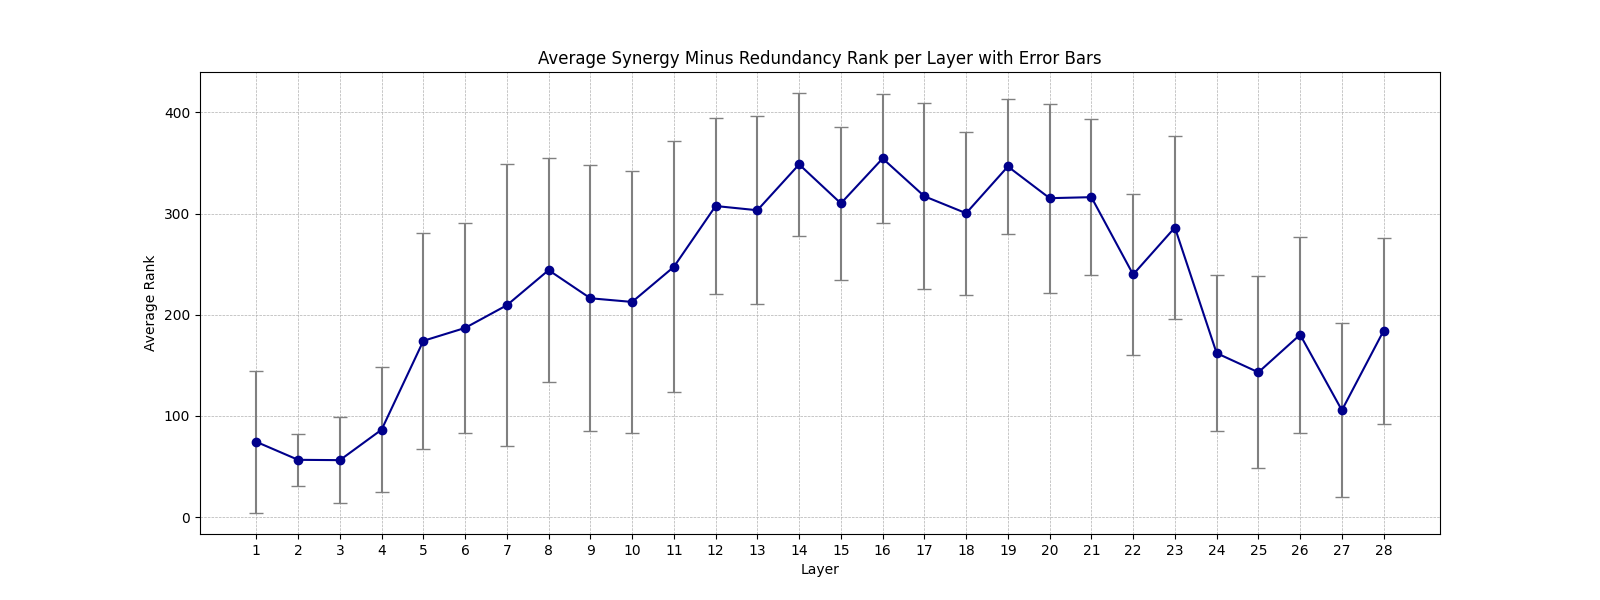 Average Synergy Minus Redundancy Rank per Layer with Error Bars
400
300
200
100
0
Average Rank
1 2 3 4 5 6 7 8 9 10 11 12 13 14 15 16 17 18 19 20 21 22 23 24 25 26 27 28
Layer